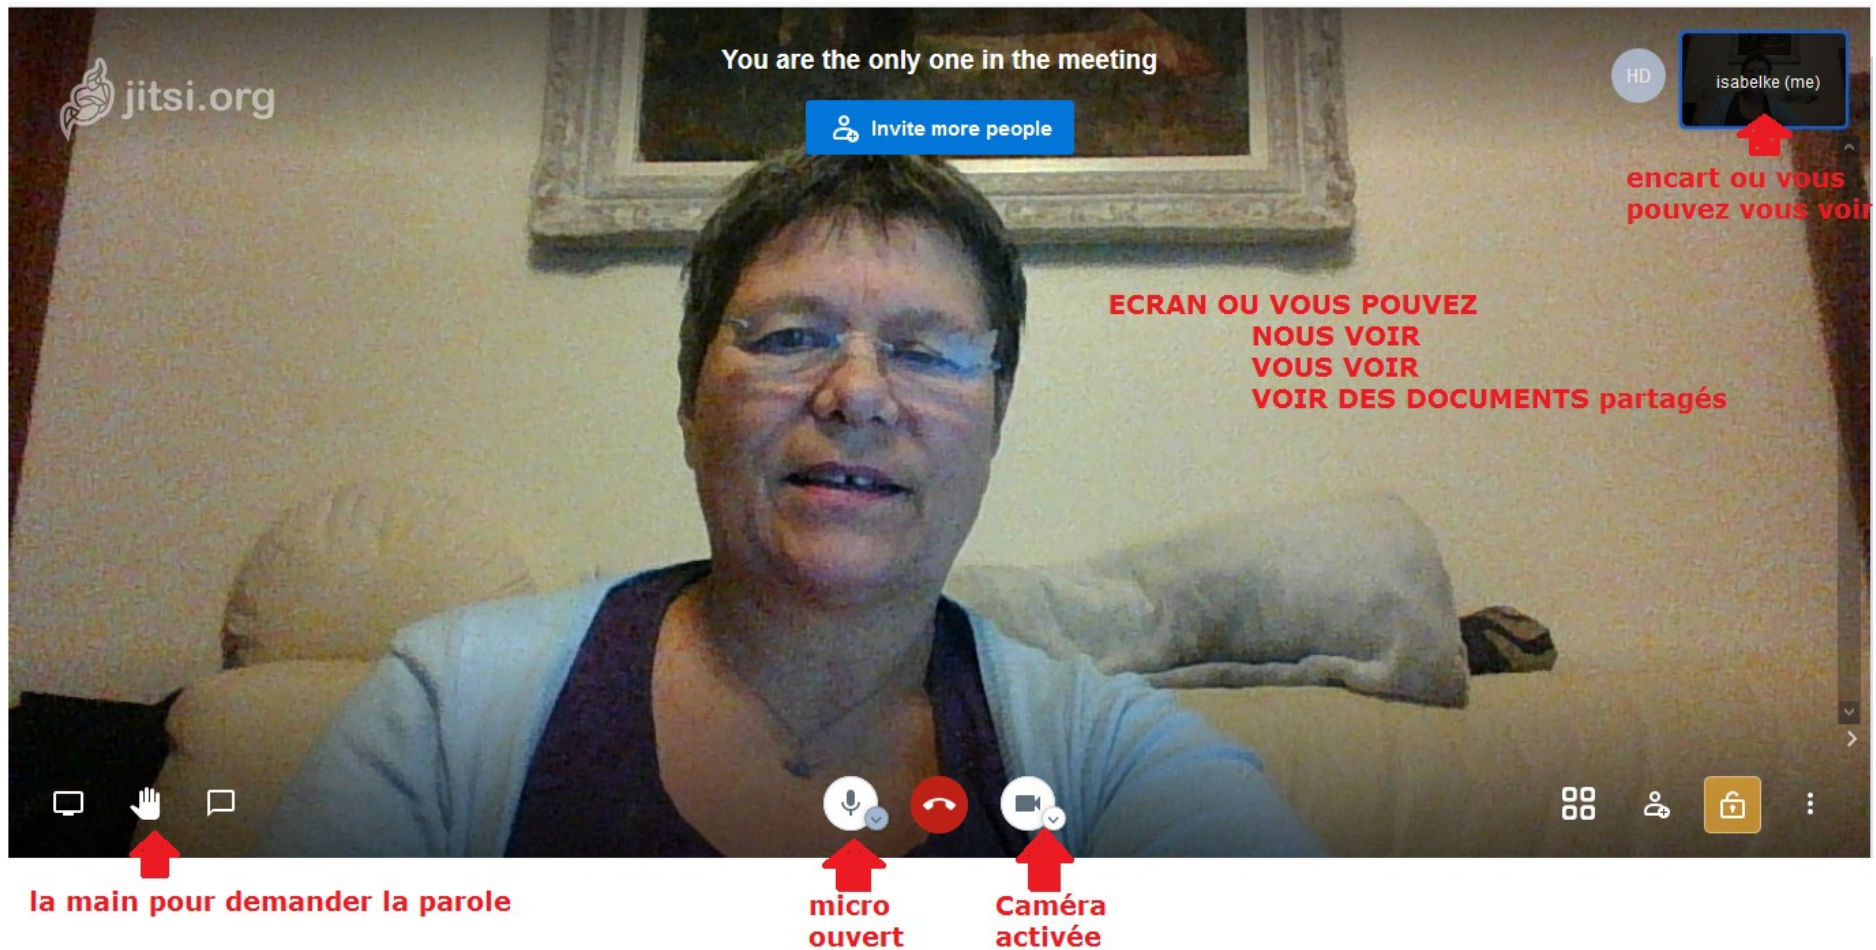 jitsi.org
You are the only one in the meeting
Invite more people
HD
isabelke (me)
encart ou vous
pouvez vous voir
ECRAN OU VOUS POUVEZ
NOUS VOIR
VOUS VOIR
VOIR DES DOCUMENTS partagés
la main pour demander la parole
micro
ouvert
Caméra
activée